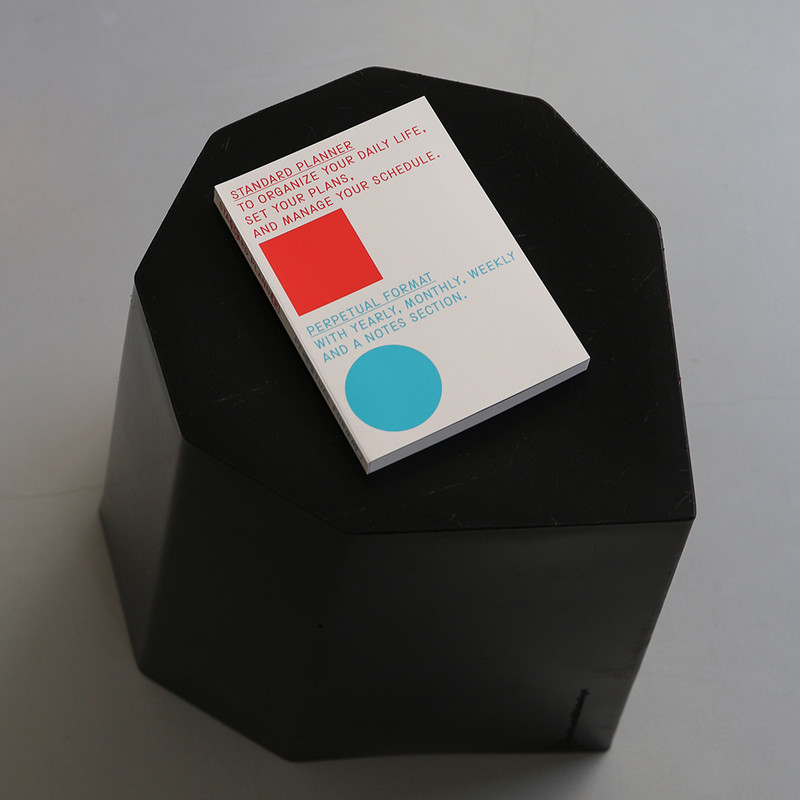 STANDARD PLANNER
TO ORGANIZE YOUR DAILY LIFE,
SET YOUR PLANS,
AND MANAGE YOUR SCHEDULE.
PERPETUAL FORMAT
WITH YEARLY, MONTHLY, WEEKLY
AND A NOTES SECTION.